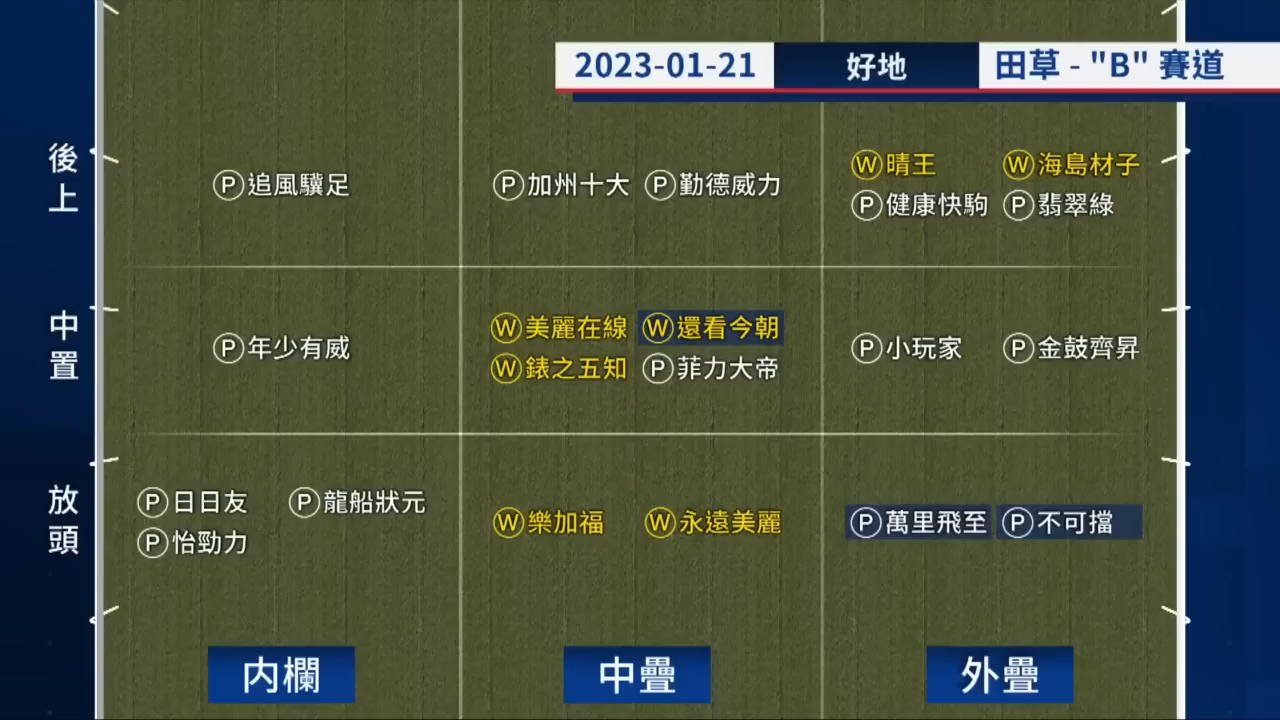 2023-01-21 好地 田草 - "B" 賽道
後上
Ⓟ追風驥足 Ⓟ加州十大 Ⓟ勤德威力
Ⓦ晴王 Ⓦ海島材子
Ⓟ健康快駒 Ⓟ翡翠綠
中置
Ⓟ年少有威
Ⓦ美麗在線 Ⓦ還看今朝
Ⓦ錶之五知 Ⓟ菲力大帝
Ⓟ小玩家 Ⓟ金鼓齊昇
放頭
Ⓟ日日友 Ⓟ龍船狀元
Ⓟ怡勁力
Ⓦ樂加福 Ⓦ永遠美麗
Ⓟ萬里飛至 Ⓟ不可擋
內欄 中疊 外疊